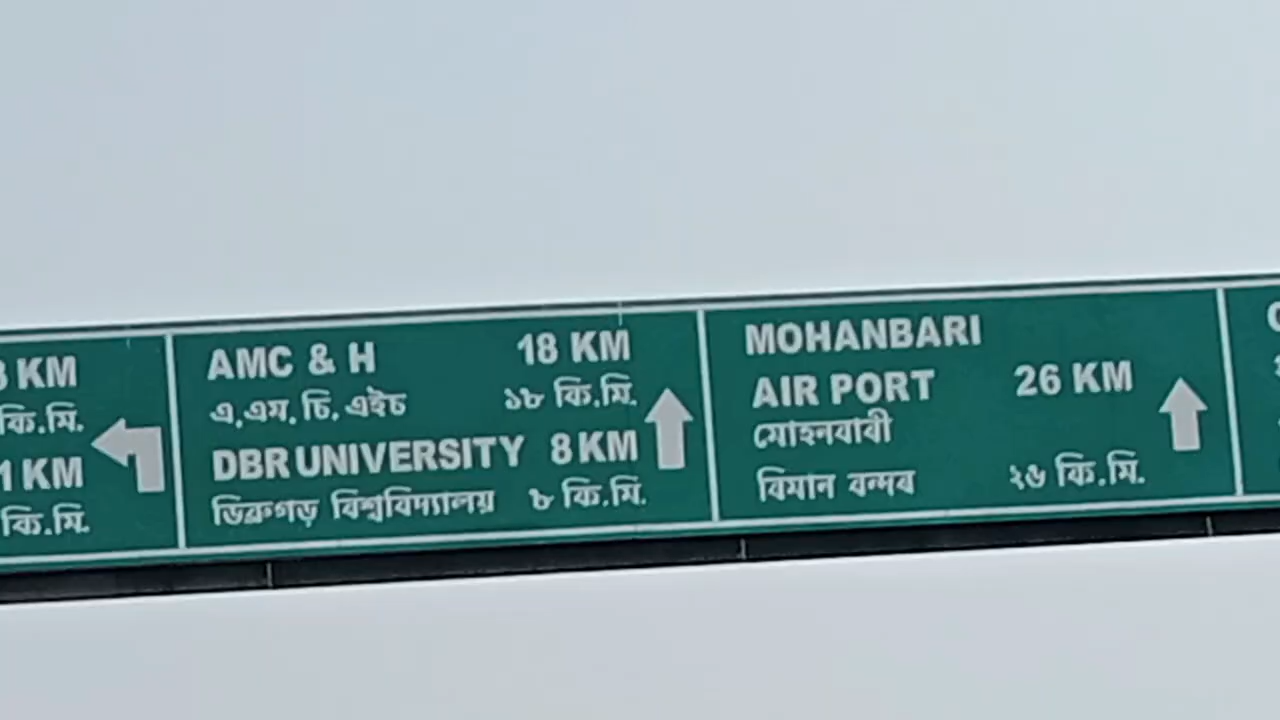 KM
কি.মি.
1 KM
কি.মি.
AMC & H 18 KM
এ.এম. চি. এইচ ১৮ কি.মি.
DBR UNIVERSITY 8 KM
ডিব্ৰুগড় বিশ্ববিদ্যালয় ৮ কি.মি.
MOHANBARI
AIR PORT 26 KM
মোহনবাৰী
বিমান বন্দৰ ২৬ কি.মি.